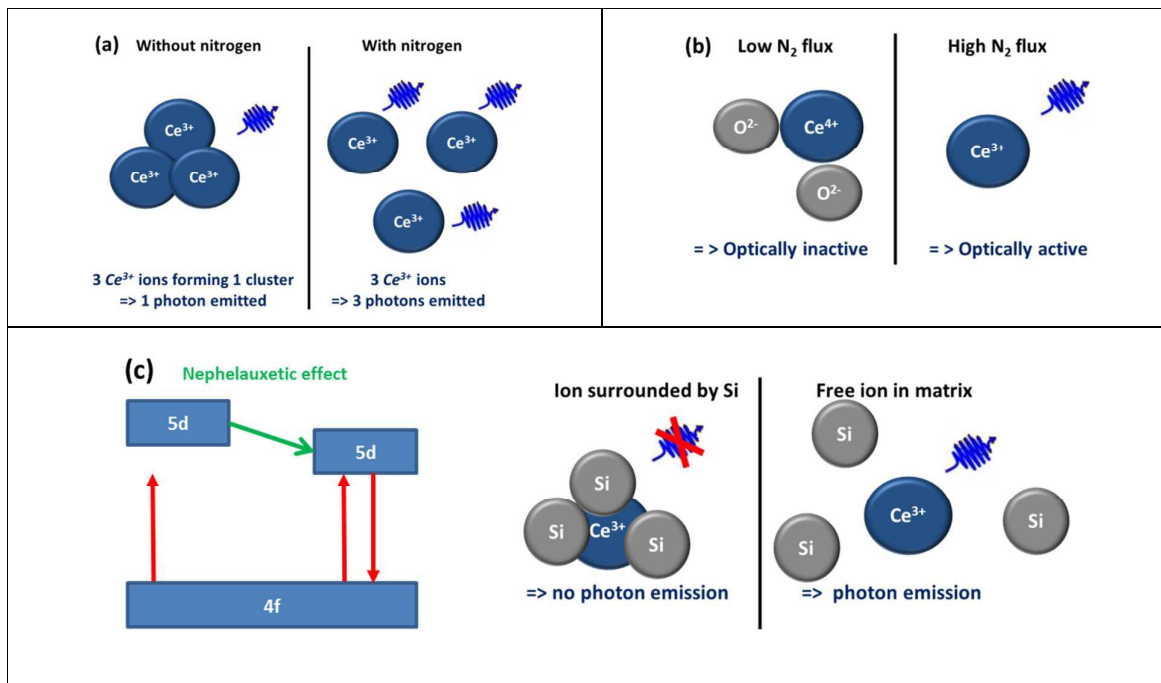 (a) Without nitrogen
With nitrogen
Ce³⁺
Ce³⁺
Ce³⁺
Ce³⁺
Ce³⁺
Ce³⁺
3 Ce³⁺ ions forming 1 cluster
=> 1 photon emitted
3 Ce³⁺ ions
=> 3 photons emitted
(b) Low N₂ flux
High N₂ flux
O²⁻
Ce⁴⁺
O²⁻
Ce³⁺
= > Optically inactive
=> Optically active
(c)
Nephelauxetic effect
5d
5d
4f
Ion surrounded by Si
Si
Si
Ce³⁺
Si
=> no photon emission
Free ion in matrix
Si
Ce³⁺
Si
Si
=> photon emission